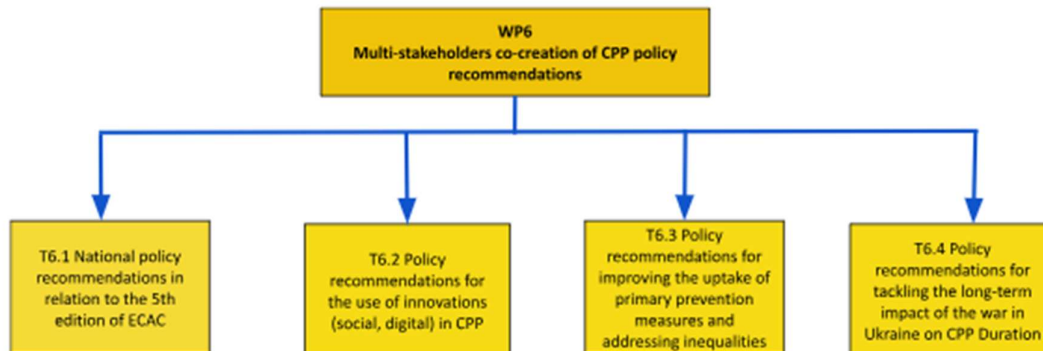 WP6
Multi-stakeholders co-creation of CPP policy
recommendations
T6.1 National policy
recommendations in
relation to the 5th
edition of ECAC
T6.2 Policy
recommendations for
the use of innovations
(social, digital) in CPP
T6.3 Policy
recommendations for
improving the uptake of
primary prevention
measures and
addressing inequalities
T6.4 Policy
recommendations for
tackling the long-term
impact of the war in
Ukraine on CPP Duration